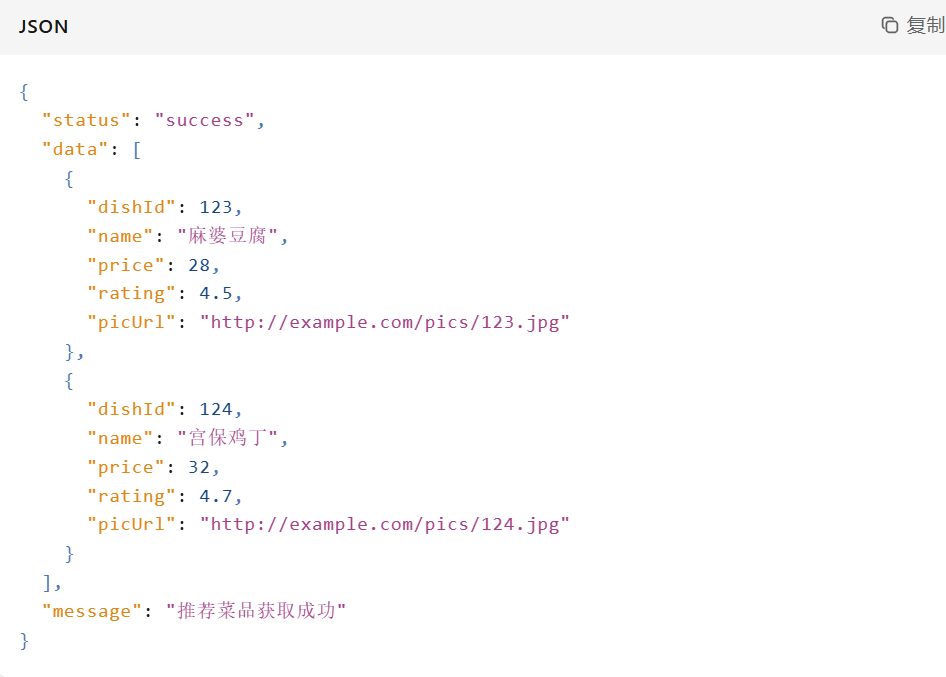 JSON
复制
{
  "status": "success",
  "data": [
    {
      "dishId": 123,
      "name": "麻婆豆腐",
      "price": 28,
      "rating": 4.5,
      "picUrl": "http://example.com/pics/123.jpg"
    },
    {
      "dishId": 124,
      "name": "宫保鸡丁",
      "price": 32,
      "rating": 4.7,
      "picUrl": "http://example.com/pics/124.jpg"
    }
  ],
  "message": "推荐菜品获取成功"
}